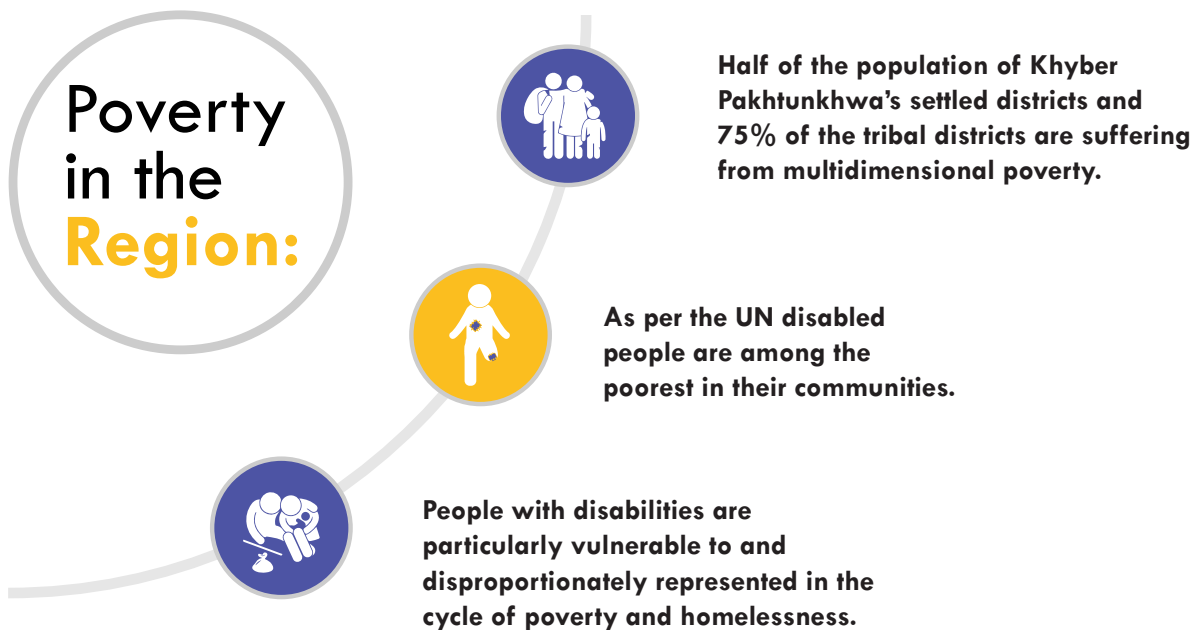 Poverty
in the
Region:
Half of the population of Khyber
Pakhtunkhwa’s settled districts and
75% of the tribal districts are suffering
from multidimensional poverty.
As per the UN disabled
people are among the
poorest in their communities.
People with disabilities are
particularly vulnerable to and
disproportionately represented in the
cycle of poverty and homelessness.